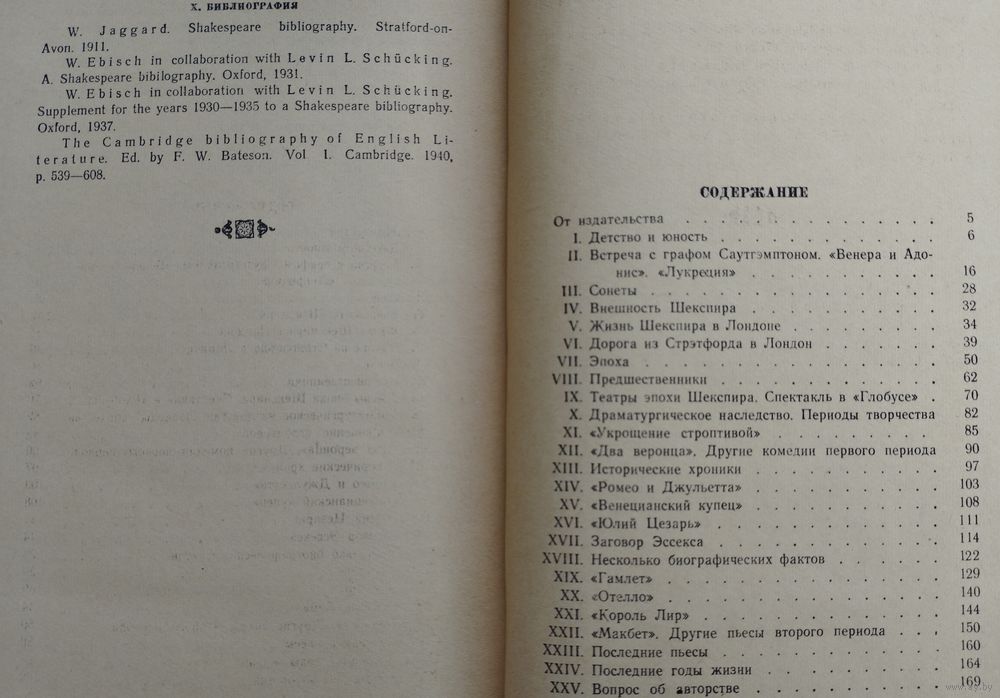 X. БИБЛИОГРАФИЯ
W. Jaggard. Shakespeare bibliography. Stratford-on-
Avon. 1911.
W. Ebisch in collaboration with Levin L. Schücking.
A. Shakespeare bibilography. Oxford, 1931.
W. Ebisch in collaboration with Levin L. Schücking.
Supplement for the years 1930—1935 to a Shakespeare bibliography.
Oxford, 1937.
The Cambridge bibliography of English Li-
terature. Ed. by F. W. Bateson. Vol 1. Cambridge. 1940,
p. 539—608.
СОДЕРЖАНИЕ
От издательства . . . . . . . . . . . . . . 5
I. Детство и юность . . . . . . . . . . . . 6
II. Встреча с графом Саутгэмптоном. «Венера и Адо-
нис». «Лукреция» . . . . . . . . . . . 16
III. Сонеты . . . . . . . . . . . . . . . 28
IV. Внешность Шекспира . . . . . . . . . . 32
V. Жизнь Шекспира в Лондоне . . . . . . . . 34
VI. Дорога из Стрэтфорда в Лондон . . . . . . 39
VII. Эпоха . . . . . . . . . . . . . . . 50
VIII. Предшественники . . . . . . . . . . . . 62
IX. Театры эпохи Шекспира. Спектакль в «Глобусе» . 70
X. Драматургическое наследство. Периоды творчества 82
XI. «Укрощение строптивой» . . . . . . . . . 85
XII. «Два веронца». Другие комедии первого периода 90
XIII. Исторические хроники . . . . . . . . . . 97
XIV. «Ромео и Джульетта» . . . . . . . . . . 103
XV. «Венецианский купец» . . . . . . . . . . 108
XVI. «Юлий Цезарь» . . . . . . . . . . . . 111
XVII. Заговор Эссекса . . . . . . . . . . . . 114
XVIII. Несколько биографических фактов . . . . . . 122
XIX. «Гамлет» . . . . . . . . . . . . . . 129
XX. «Отелло» . . . . . . . . . . . . . . 140
XXI. «Король Лир» . . . . . . . . . . . . 144
XXII. «Макбет». Другие пьесы второго периода . . . 150
XXIII. Последние пьесы . . . . . . . . . . . . 160
XXIV. Последние годы жизни . . . . . . . . . . 164
XXV. Вопрос об авторстве . . . . . . . . . . 169
www.ay.by